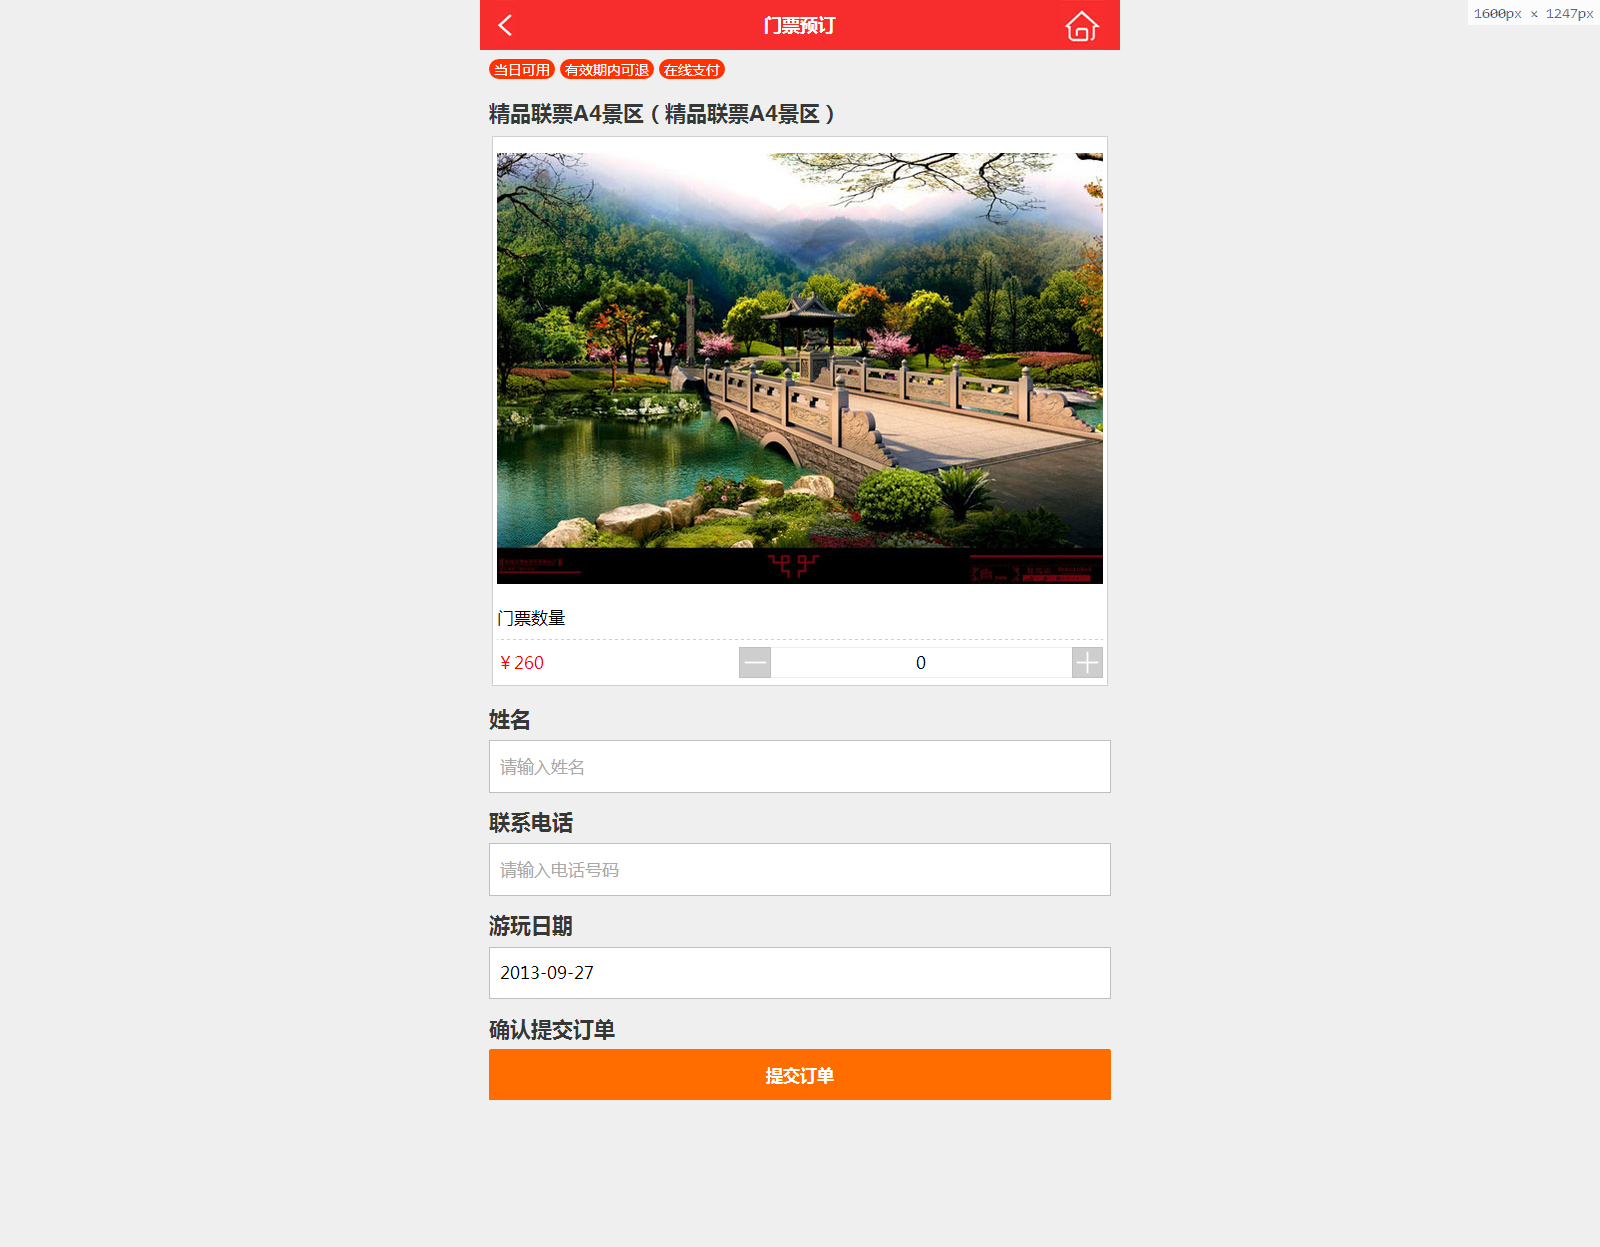 1600px × 1247px
门票预订
当日可用 有效期内可退 在线支付
精品联票A4景区（精品联票A4景区）
门票数量
￥260 0
姓名
请输入姓名
联系电话
请输入电话号码
游玩日期
2013-09-27
确认提交订单
提交订单